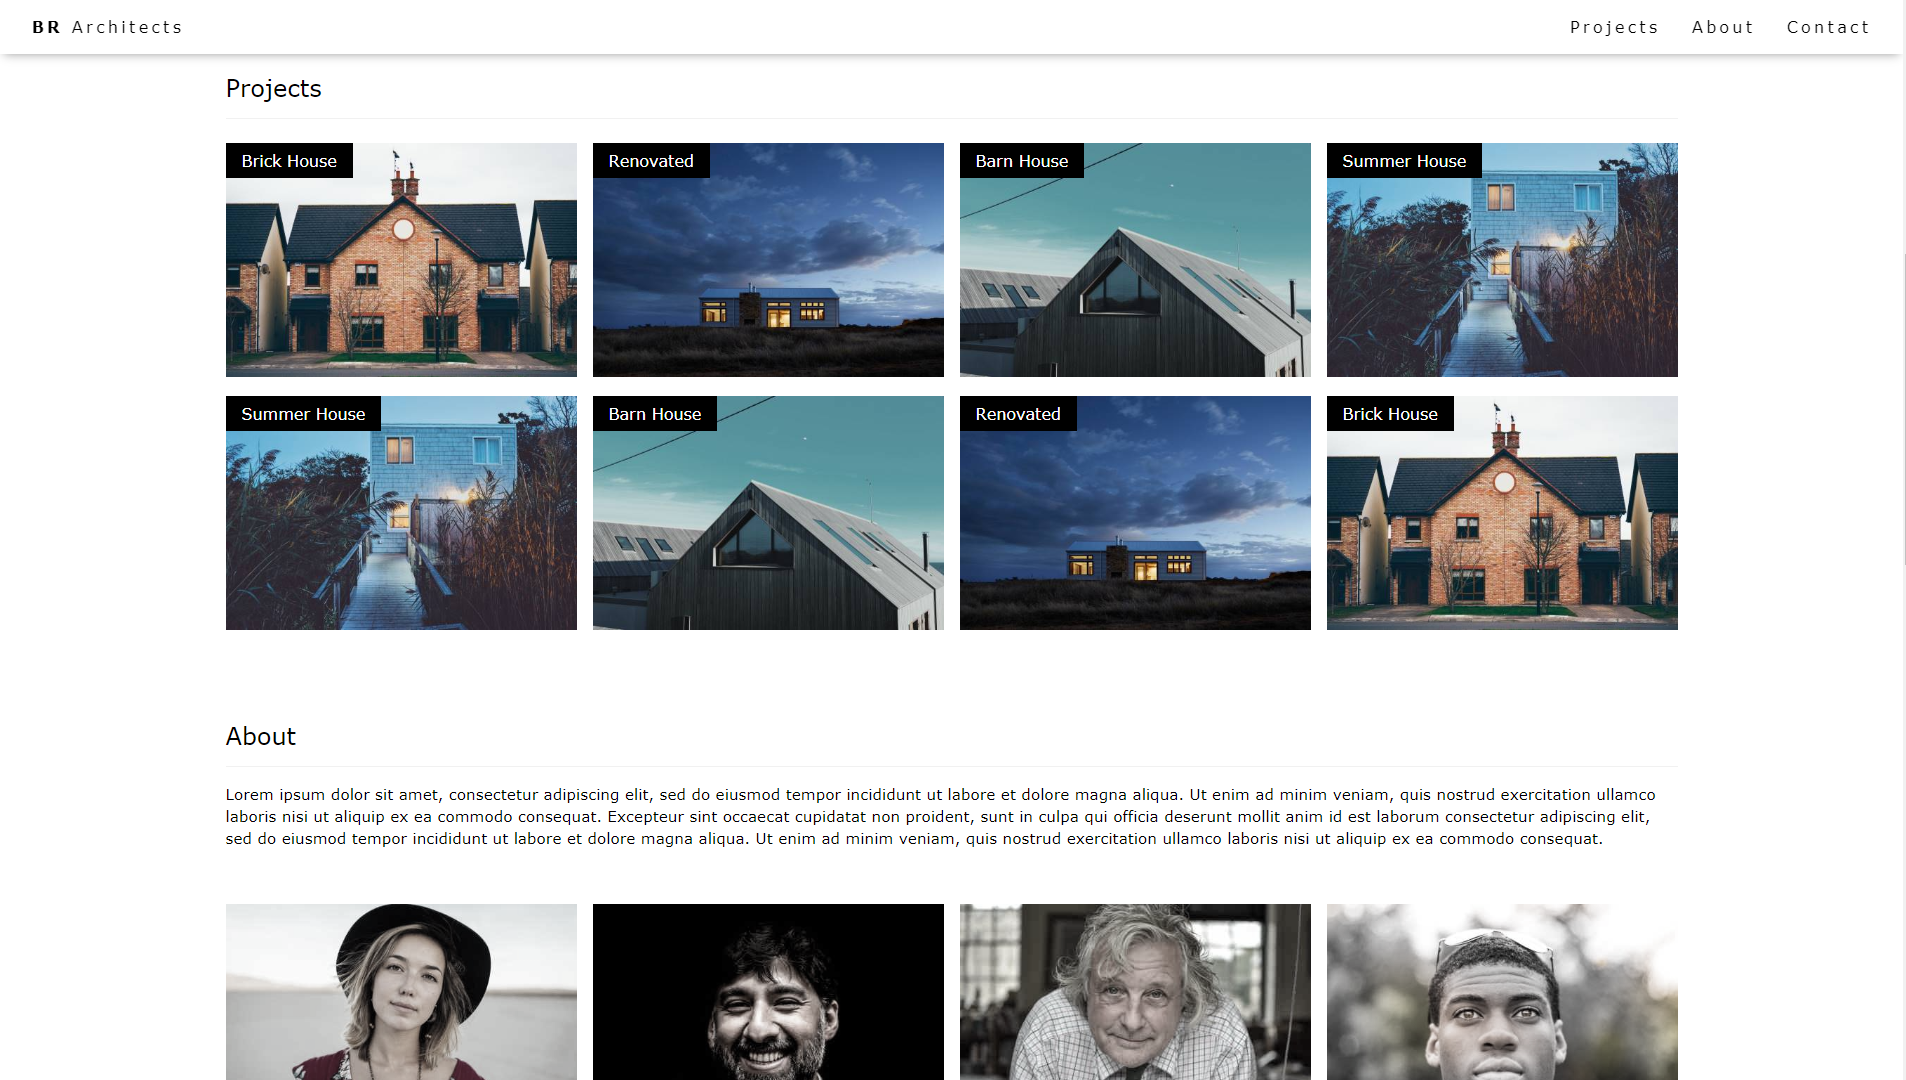 BR Architects
Projects About Contact
Projects
Brick House
Renovated
Barn House
Summer House
Summer House
Barn House
Renovated
Brick House
About
Lorem ipsum dolor sit amet, consectetur adipiscing elit, sed do eiusmod tempor incididunt ut labore et dolore magna aliqua. Ut enim ad minim veniam, quis nostrud exercitation ullamco
laboris nisi ut aliquip ex ea commodo consequat. Excepteur sint occaecat cupidatat non proident, sunt in culpa qui officia deserunt mollit anim id est laborum consectetur adipiscing elit,
sed do eiusmod tempor incididunt ut labore et dolore magna aliqua. Ut enim ad minim veniam, quis nostrud exercitation ullamco laboris nisi ut aliquip ex ea commodo consequat.